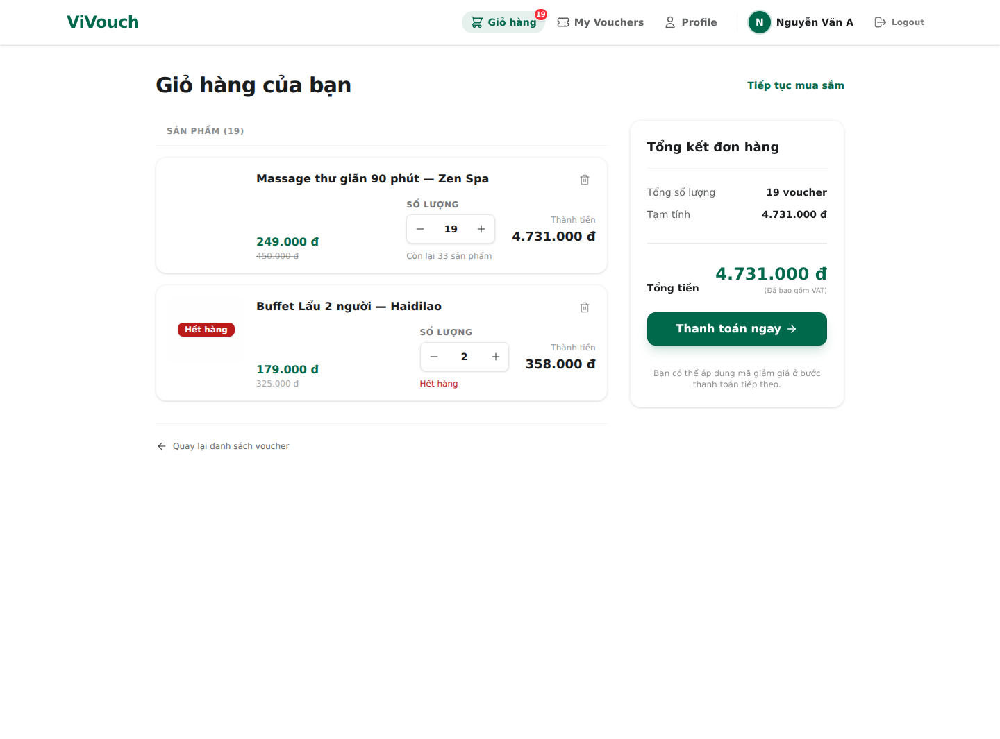 ViVouch
Giỏ hàng
19
My Vouchers
Profile
N
Nguyễn Văn A
Logout
Giỏ hàng của bạn
Tiếp tục mua sắm
SẢN PHẨM (19)
Massage thư giãn 90 phút — Zen Spa
SỐ LƯỢNG
19
Còn lại 33 sản phẩm
249.000 đ
450.000 đ
Thành tiền
4.731.000 đ
Hết hàng
Buffet Lẩu 2 người — Haidilao
SỐ LƯỢNG
2
Hết hàng
179.000 đ
325.000 đ
Thành tiền
358.000 đ
Quay lại danh sách voucher
Tổng kết đơn hàng
Tổng số lượng 19 voucher
Tạm tính 4.731.000 đ
Tổng tiền 4.731.000 đ
(Đã bao gồm VAT)
Thanh toán ngay
Bạn có thể áp dụng mã giảm giá ở bước
thanh toán tiếp theo.